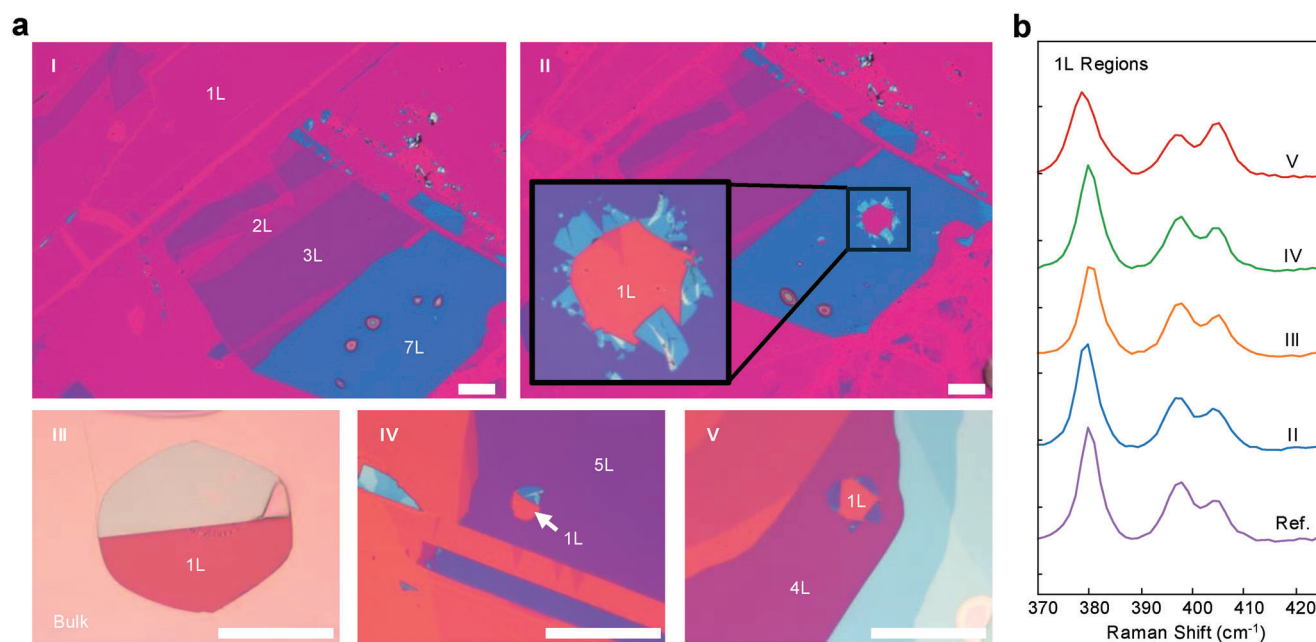 a
I
1L
2L
3L
7L
II
1L
III
1L
Bulk
IV
5L
1L
V
1L
4L
b
1L Regions
V
IV
III
II
Ref.
370 380 390 400 410 420
Raman Shift (cm⁻¹)